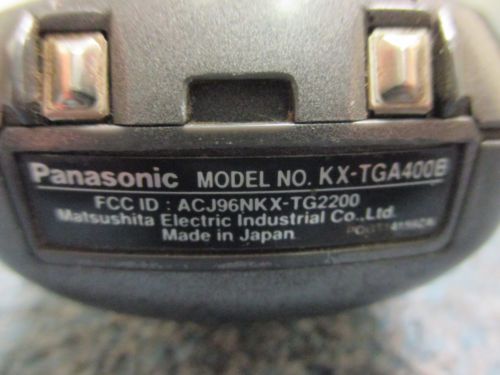 Panasonic MODEL NO. KX-TGA400B
FCC ID : ACJ96NKX-TG2200
Matsushita Electric Industrial Co.,Ltd.
Made in Japan